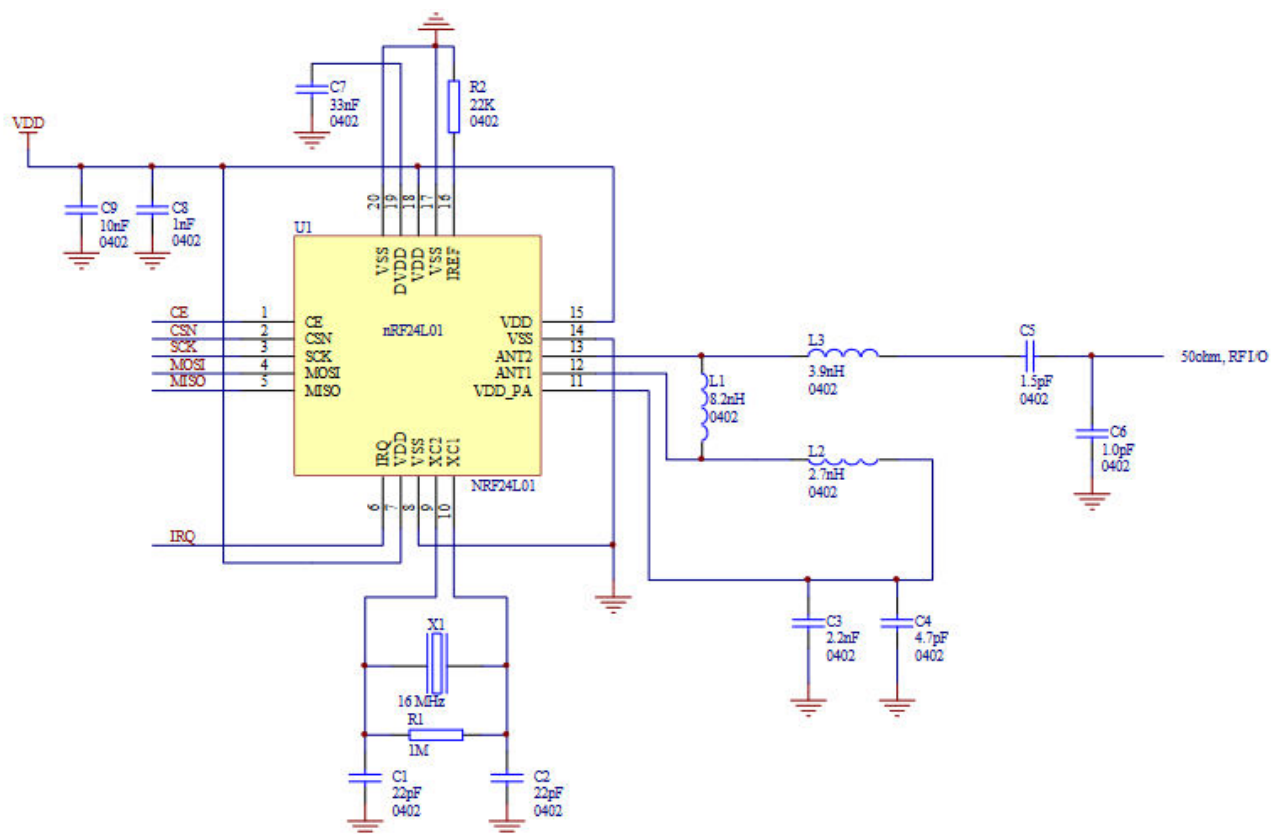 C7
33nF
0402
R2
22K
0402
VDD
C9
10nF
0402
C8
1nF
0402
20
19
18
17
16
U1
VSS
DVDD
VDD
VSS
IREF
CE
CSN
SCK
MOSI
MISO
1
2
3
4
5
CE
CSN
SCK
MOSI
MISO
nRF24L01
VDD
VSS
ANT2
ANT1
VDD_PA
15
14
13
12
11
IRQ
VDD
VSS
XC2
XC1
NRF24L01
6
7
8
9
10
IRQ
L3
3.9nH
0402
C5
1.5pF
0402
50ohm, RF I/O
L1
8.2nH
0402
C6
1.0pF
0402
L2
2.7nH
0402
C3
2.2nF
0402
C4
4.7pF
0402
X1
16 MHz
R1
1M
C1
22pF
0402
C2
22pF
0402